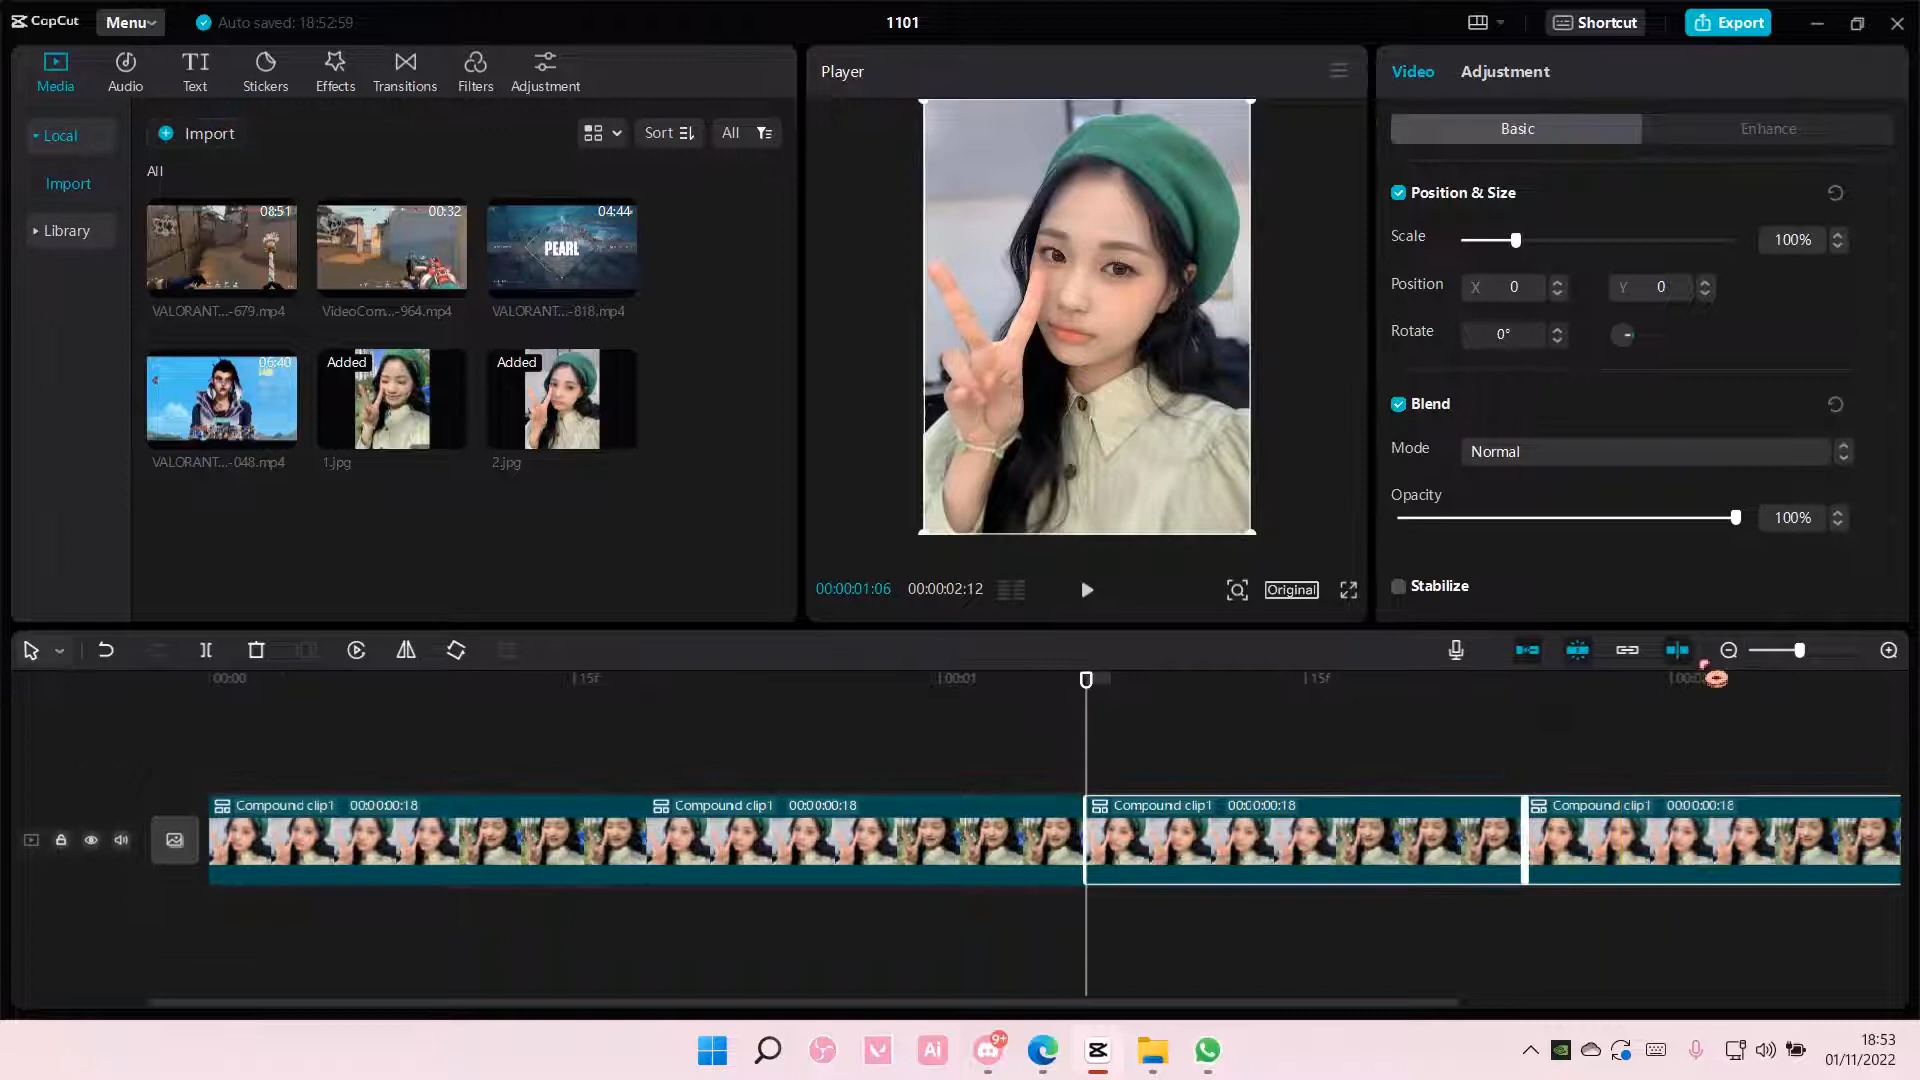 CapCut
Menu
Auto saved: 18:52:59
1101
Shortcut
Export
Media
Audio
Text
Stickers
Effects
Transitions
Filters
Adjustment
Local
Import
Library
Import
Sort
All
All
08:51
00:32
04:44
PEARL
VALORANT...-679.mp4
VideoCom...-964.mp4
VALORANT...-818.mp4
06:40
Added
Added
VALORANT...-048.mp4
1.jpg
2.jpg
Player
00:00:01:06
00:00:02:12
Original
Video
Adjustment
Basic
Enhance
Position & Size
Scale
100%
Position
X
0
Y
0
Rotate
0°
Blend
Mode
Normal
Opacity
100%
Stabilize
00:00
15f
00:01
15f
Compound clip1 00:00:00:18
Compound clip1 00:00:00:18
Compound clip1 00:00:00:18
Compound clip1 00:00:00:18
Ai
9+
18:53
01/11/2022